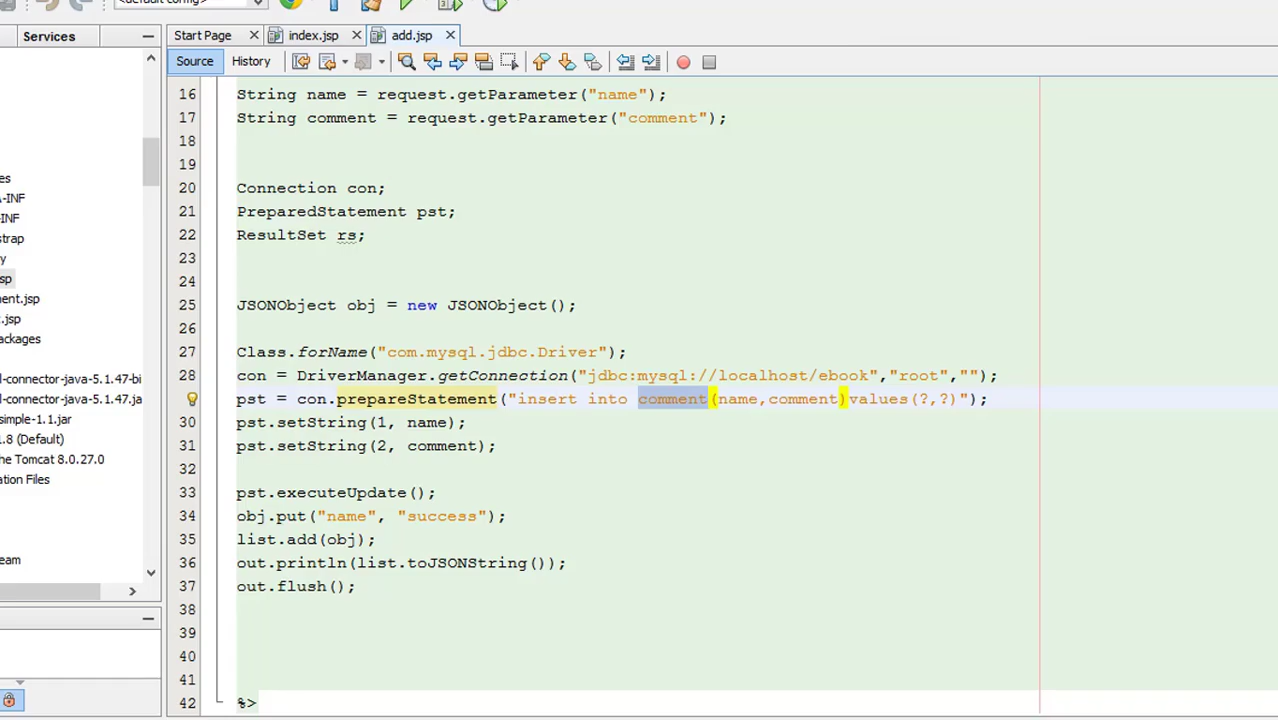 <default config>
Services
Start Page
index.jsp
add.jsp
Source
History
16 String name = request.getParameter("name");
17 String comment = request.getParameter("comment");
18
19
20 Connection con;
21 PreparedStatement pst;
22 ResultSet rs;
23
24
25 JSONObject obj = new JSONObject();
26
27 Class.forName("com.mysql.jdbc.Driver");
28 con = DriverManager.getConnection("jdbc:mysql://localhost/ebook","root","");
pst = con.prepareStatement("insert into comment(name,comment)values(?,?)");
30 pst.setString(1, name);
31 pst.setString(2, comment);
32
33 pst.executeUpdate();
34 obj.put("name", "success");
35 list.add(obj);
36 out.println(list.toJSONString());
37 out.flush();
38
39
40
41
42 %>
es
A-INF
-INF
strap
y
sp
ment.jsp
.jsp
ackages
l-connector-java-5.1.47-bi
l-connector-java-5.1.47.ja
simple-1.1.jar
.8 (Default)
he Tomcat 8.0.27.0
ation Files
eam